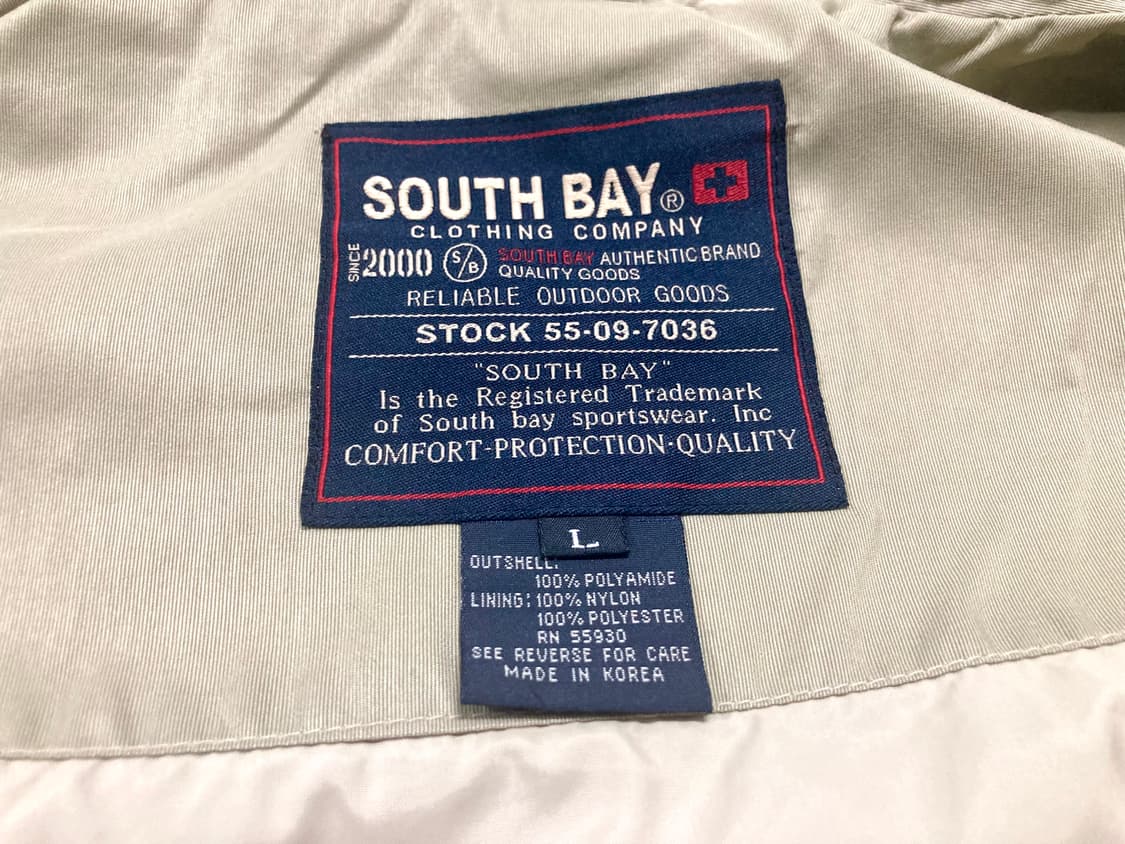 SOUTH BAY®
CLOTHING COMPANY
SINCE 2000 S/B SOUTH BAY AUTHENTIC BRAND
QUALITY GOODS
RELIABLE OUTDOOR GOODS
STOCK 55-09-7036
"SOUTH BAY"
Is the Registered Trademark
of South bay sportswear. Inc
COMFORT-PROTECTION-QUALITY
L
OUTSHELL:
100% POLYAMIDE
LINING: 100% NYLON
100% POLYESTER
RN 55930
SEE REVERSE FOR CARE
MADE IN KOREA